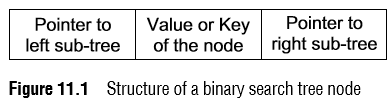 Pointer to
left sub-tree
Value or Key
of the node
Pointer to
right sub-tree
Figure 11.1 Structure of a binary search tree node